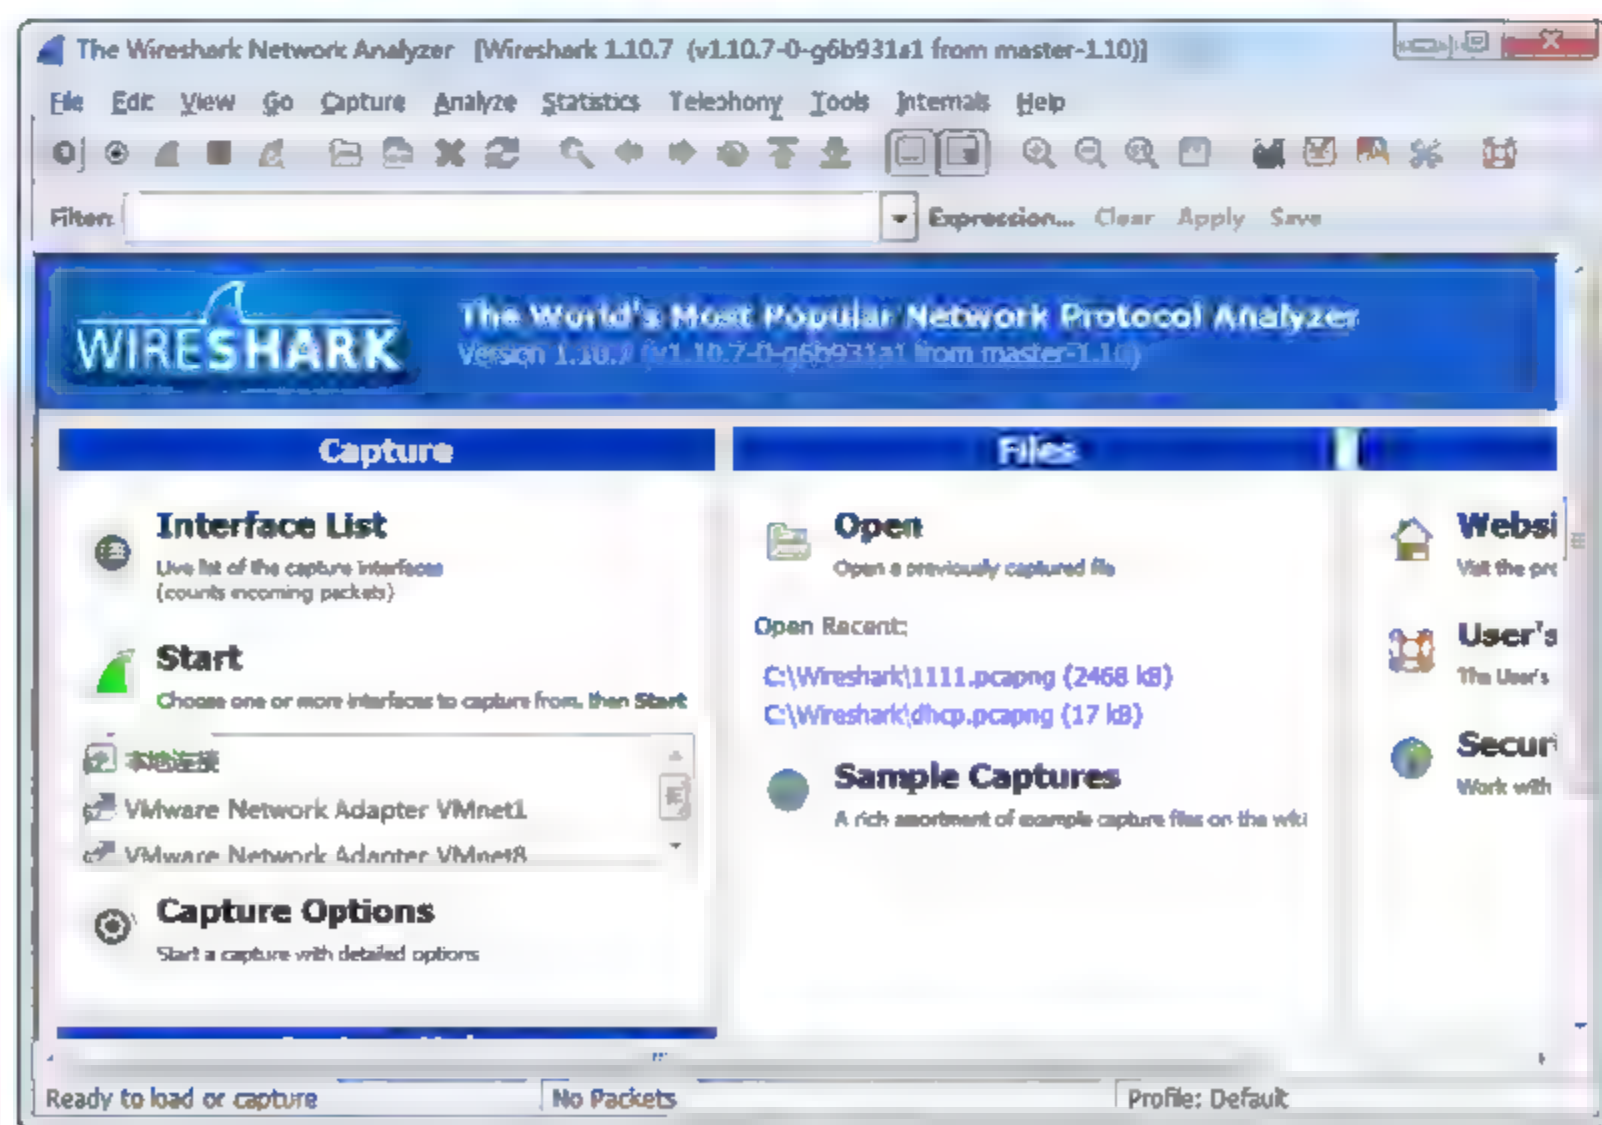 The Wireshark Network Analyzer [Wireshark 1.10.7 (v1.10.7-0-g6b931a1 from master-1.10)]
File Edit View Go Capture Analyze Statistics Telephony Tools Internals Help
Filter: Expression... Clear Apply Save
WIRESHARK
The World's Most Popular Network Protocol Analyzer
Version 1.10.7 (v1.10.7-0-g6b931a1 from master-1.10)
Capture
Interface List
Live list of the capture interfaces
(counts incoming packets)
Start
Choose one or more interfaces to capture from, then Start
本地连接
VMware Network Adapter VMnet1
VMware Network Adapter VMnet8
Capture Options
Start a capture with detailed options
Files
Open
Open a previously captured file
Open Recent:
C:\Wireshark\1111.pcapng (2468 kB)
C:\Wireshark\dhcp.pcapng (17 kB)
Sample Captures
A rich assortment of example capture files on the wiki
Websi
Visit the pro
User's
The User's
Secur
Work with
Ready to load or capture No Packets Profile: Default